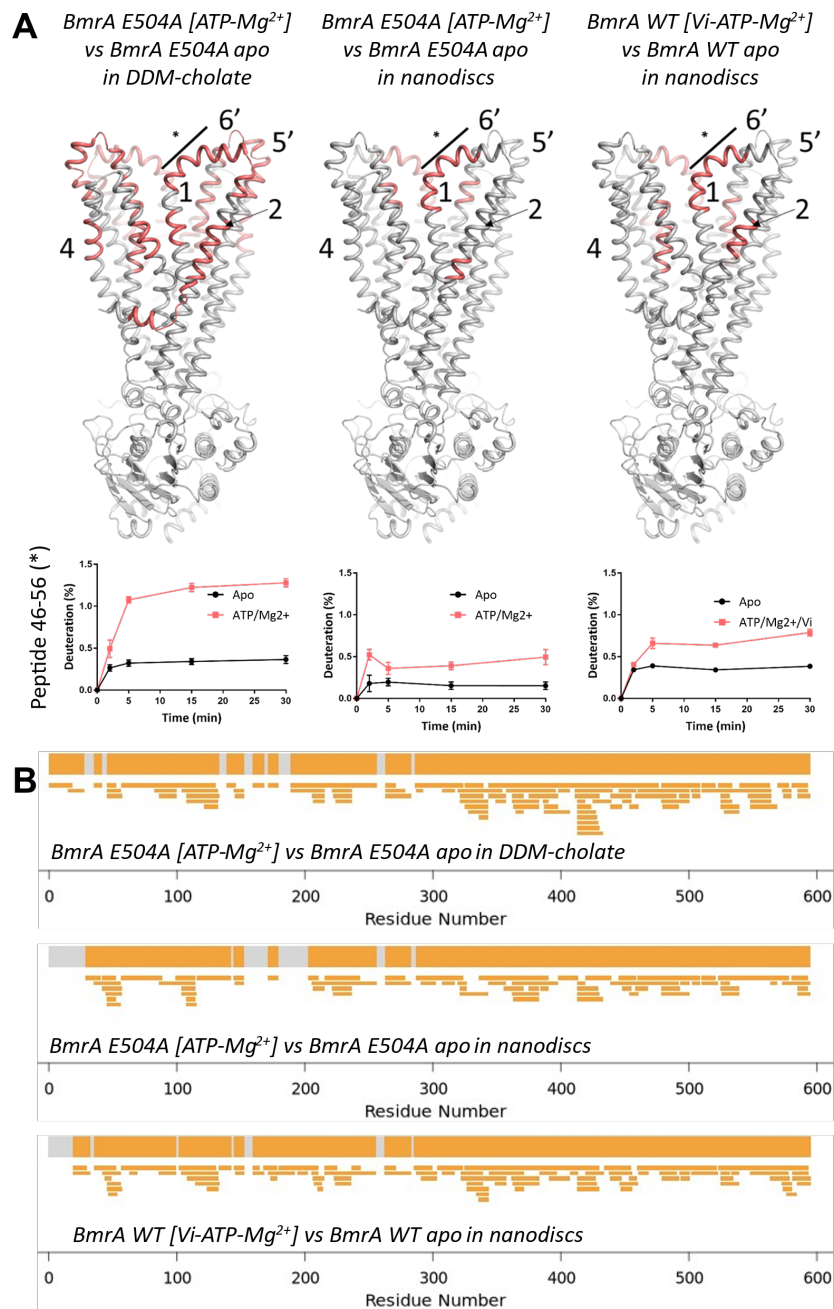 A
BmrA E504A [ATP-Mg²⁺]
vs BmrA E504A apo
in DDM-cholate
BmrA E504A [ATP-Mg²⁺]
vs BmrA E504A apo
in nanodiscs
BmrA WT [Vi-ATP-Mg²⁺]
vs BmrA WT apo
in nanodiscs
* 6’ 5’
1
2
4
* 6’ 5’
1
2
4
* 6’ 5’
1
2
4
Peptide 46-56 (*)
Deuteration (%)
1.5
1.0
0.5
0.0
Apo
ATP/Mg2+
0 5 10 15 20 25 30
Time (min)
Deuteration (%)
1.5
1.0
0.5
0.0
Apo
ATP/Mg2+
0 5 10 15 20 25 30
Time (min)
Deuteration (%)
1.5
1.0
0.5
0.0
Apo
ATP/Mg2+/Vi
0 5 10 15 20 25 30
Time (min)
B
BmrA E504A [ATP-Mg²⁺] vs BmrA E504A apo in DDM-cholate
0 100 200 300 400 500 600
Residue Number
BmrA E504A [ATP-Mg²⁺] vs BmrA E504A apo in nanodiscs
0 100 200 300 400 500 600
Residue Number
BmrA WT [Vi-ATP-Mg²⁺] vs BmrA WT apo in nanodiscs
0 100 200 300 400 500 600
Residue Number